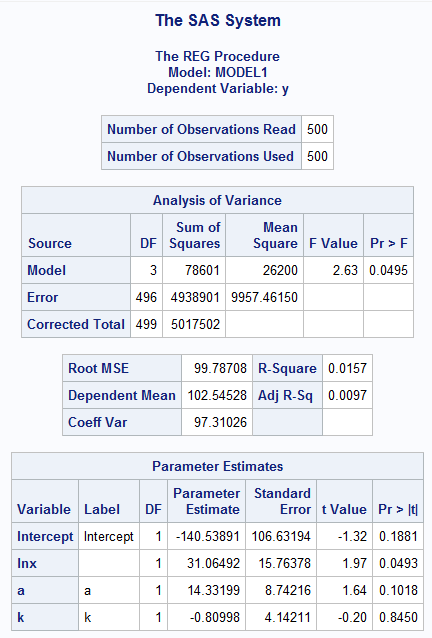 The SAS System
The REG Procedure
Model: MODEL1
Dependent Variable: y
Number of Observations Read 500
Number of Observations Used 500
Analysis of Variance
Source DF Sum of Squares Mean Square F Value Pr > F
Model 3 78601 26200 2.63 0.0495
Error 496 4938901 9957.46150
Corrected Total 499 5017502
Root MSE 99.78708 R-Square 0.0157
Dependent Mean 102.54528 Adj R-Sq 0.0097
Coeff Var 97.31026
Parameter Estimates
Variable Label DF Parameter Estimate Standard Error t Value Pr > |t|
Intercept Intercept 1 -140.53891 106.63194 -1.32 0.1881
lnx 1 31.06492 15.76378 1.97 0.0493
a a 1 14.33199 8.74216 1.64 0.1018
k k 1 -0.80998 4.14211 -0.20 0.8450